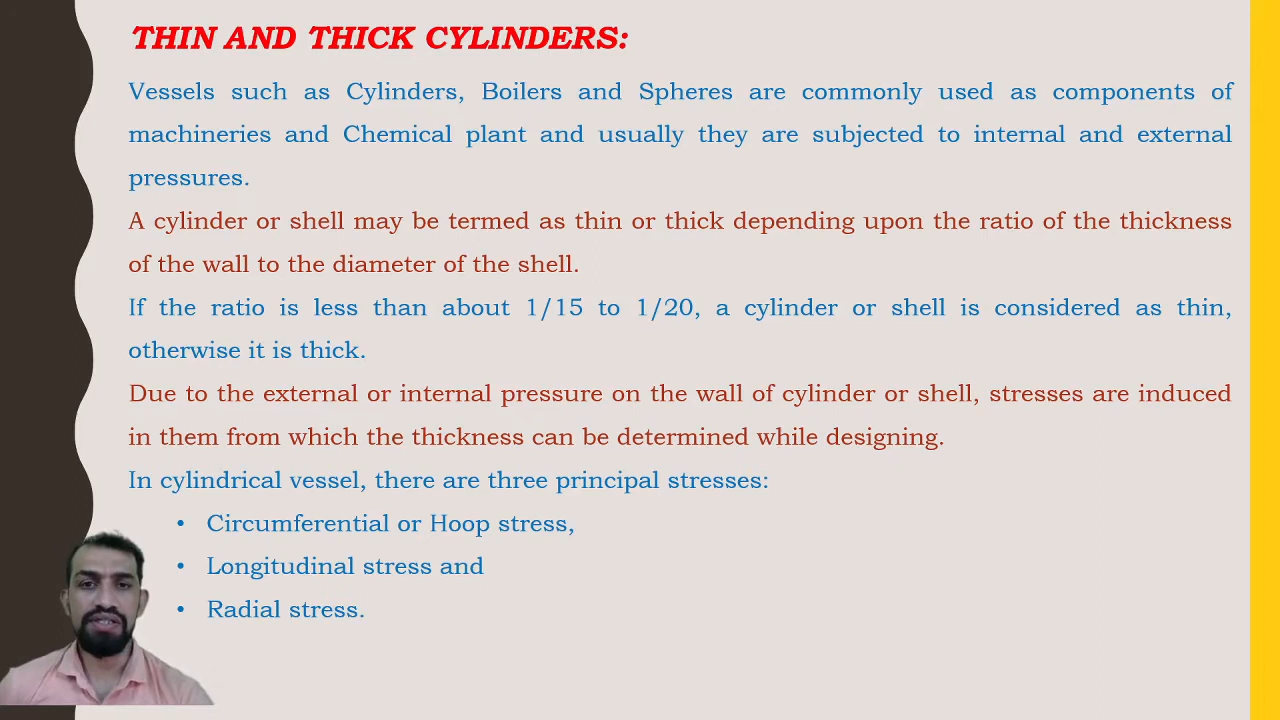 THIN AND THICK CYLINDERS:
Vessels such as Cylinders, Boilers and Spheres are commonly used as components of
machineries and Chemical plant and usually they are subjected to internal and external
pressures.
A cylinder or shell may be termed as thin or thick depending upon the ratio of the thickness
of the wall to the diameter of the shell.
If the ratio is less than about 1/15 to 1/20, a cylinder or shell is considered as thin,
otherwise it is thick.
Due to the external or internal pressure on the wall of cylinder or shell, stresses are induced
in them from which the thickness can be determined while designing.
In cylindrical vessel, there are three principal stresses:
• Circumferential or Hoop stress,
• Longitudinal stress and
• Radial stress.